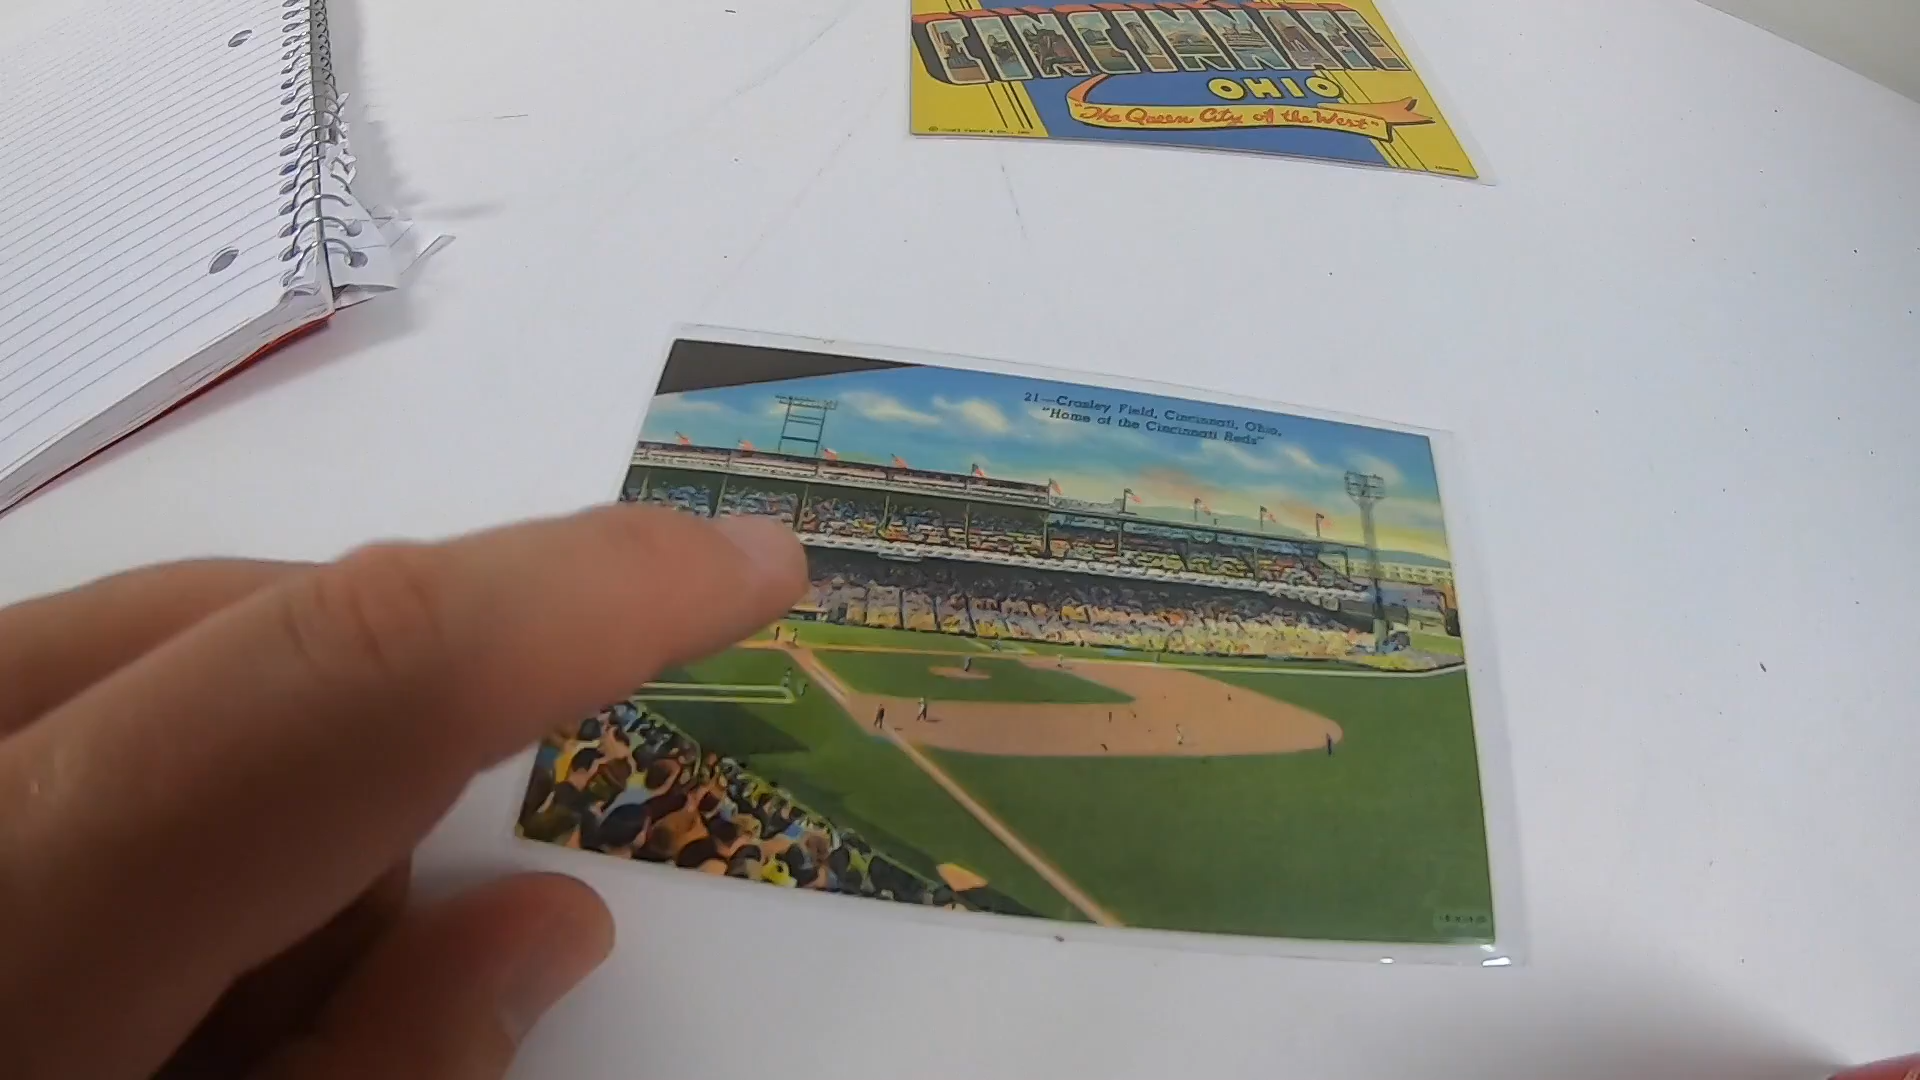 CINCINNATI
OHIO
"The Queen City of the West"
21—Crosley Field, Cincinnati, Ohio,
"Home of the Cincinnati Reds"